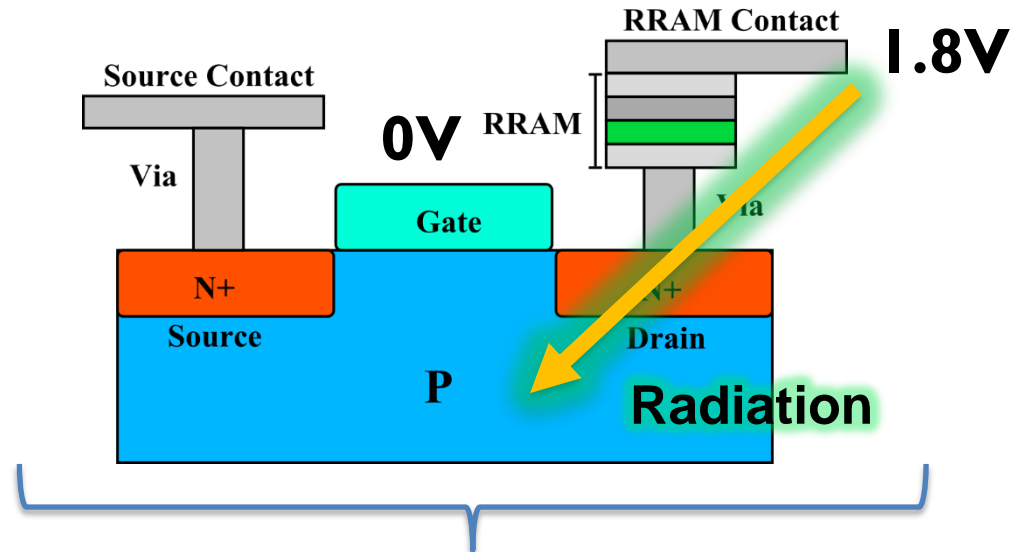 RRAM Contact
1.8V
Source Contact
0V
RRAM
Via
Via
Gate
N+
N+
Source
Drain
P
Radiation